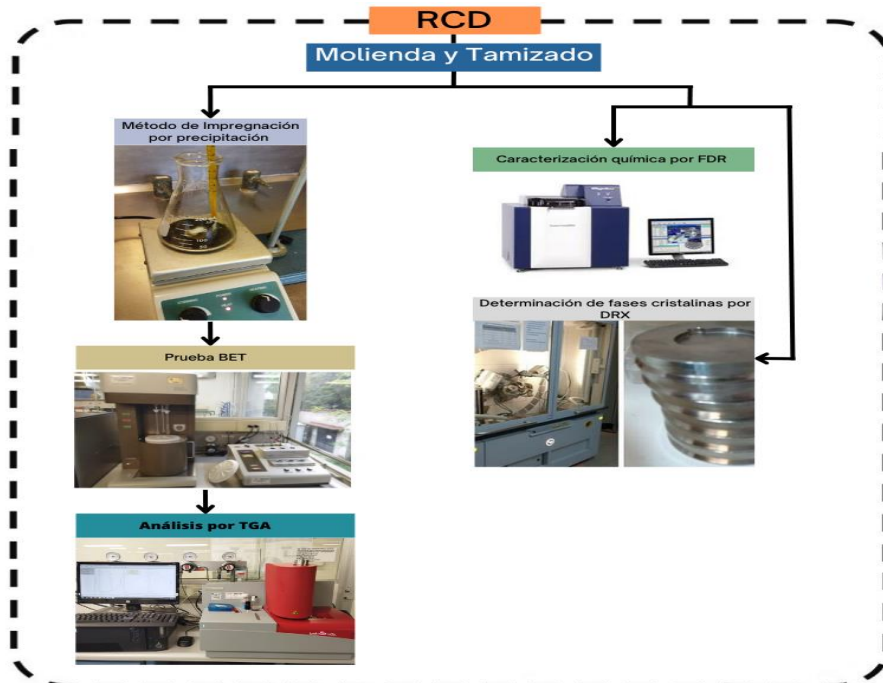 RCD
Molienda y Tamizado
Método de Impregnación
por precipitación
Caracterización química por FDR
Determinación de fases cristalinas por
DRX
Prueba BET
Análisis por TGA